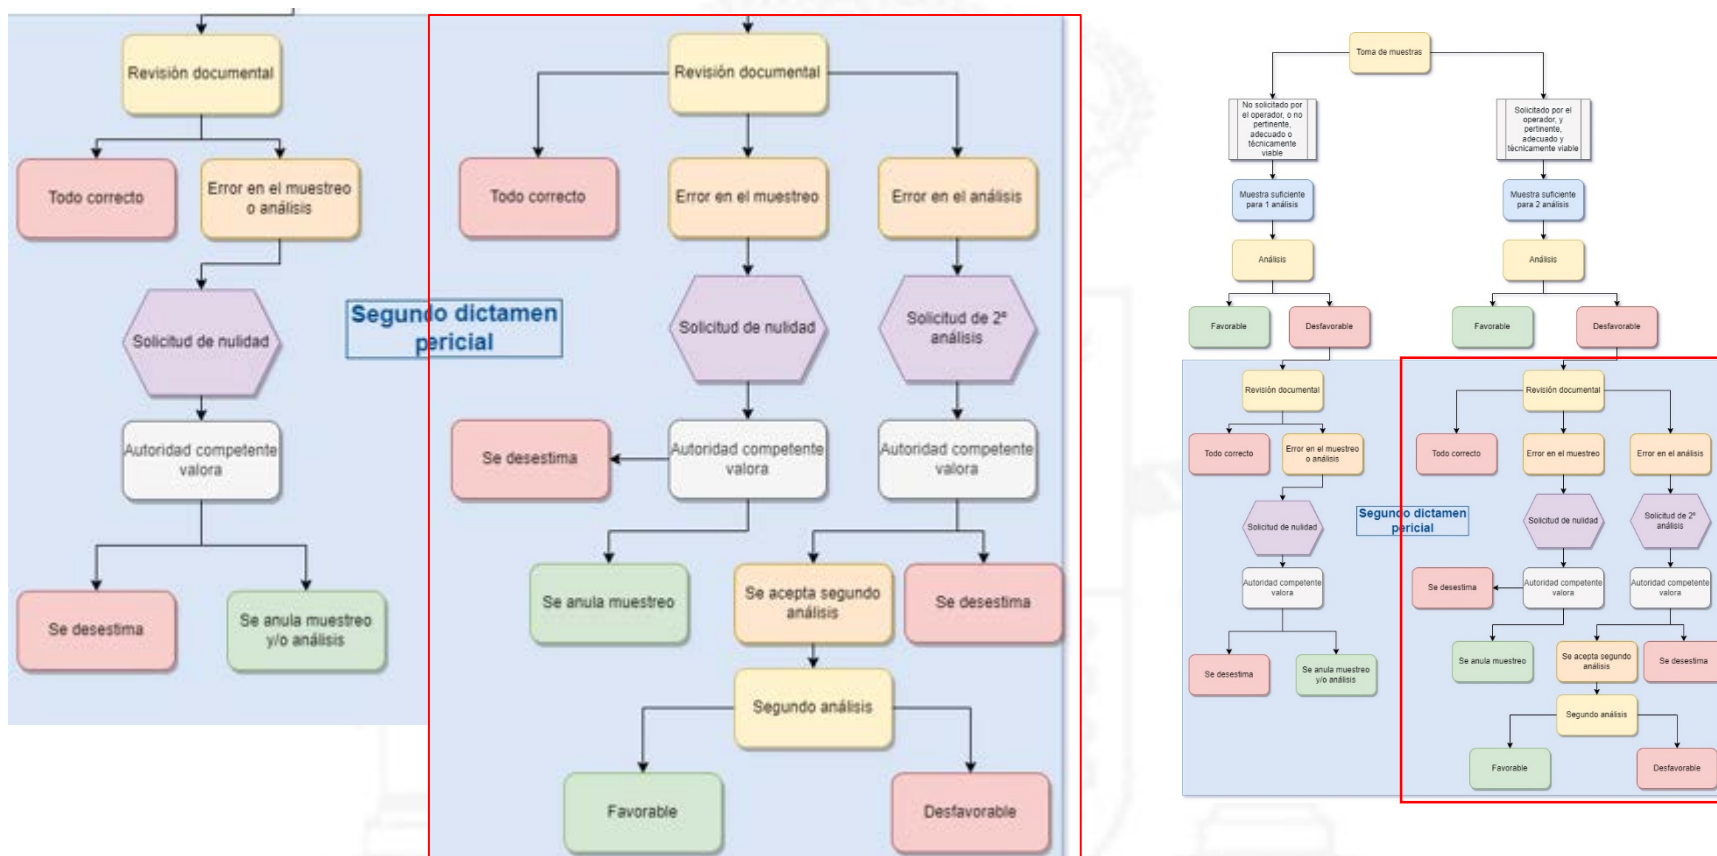 Revisión documental
Todo correcto
Error en el muestreo
o análisis
Solicitud de nulidad
Autoridad competente
valora
Se desestima
Se anula muestreo
y/o análisis
Segundo dictamen
pericial
Revisión documental
Todo correcto
Error en el muestreo
Error en el análisis
Solicitud de nulidad
Solicitud de 2º
análisis
Se desestima
Autoridad competente
valora
Autoridad competente
valora
Se anula muestreo
Se acepta segundo
análisis
Se desestima
Segundo análisis
Favorable
Desfavorable
Toma de muestras
No solicitado por
el operador, o no
pertinente,
adecuado o
técnicamente
viable
Solicitado por el
operador, y
pertinente,
adecuado y
técnicamente viable
Muestra suficiente
para 1 análisis
Muestra suficiente
para 2 análisis
Análisis
Análisis
Favorable
Desfavorable
Favorable
Desfavorable
Revisión documental
Todo correcto
Error en el muestreo
o análisis
Solicitud de nulidad
Autoridad competente
valora
Se desestima
Se anula muestreo
y/o análisis
Segundo dictamen
pericial
Revisión documental
Todo correcto
Error en el muestreo
Error en el análisis
Solicitud de nulidad
Solicitud de 2º
análisis
Se desestima
Autoridad competente
valora
Autoridad competente
valora
Se anula muestreo
Se acepta segundo
análisis
Se desestima
Segundo análisis
Favorable
Desfavorable